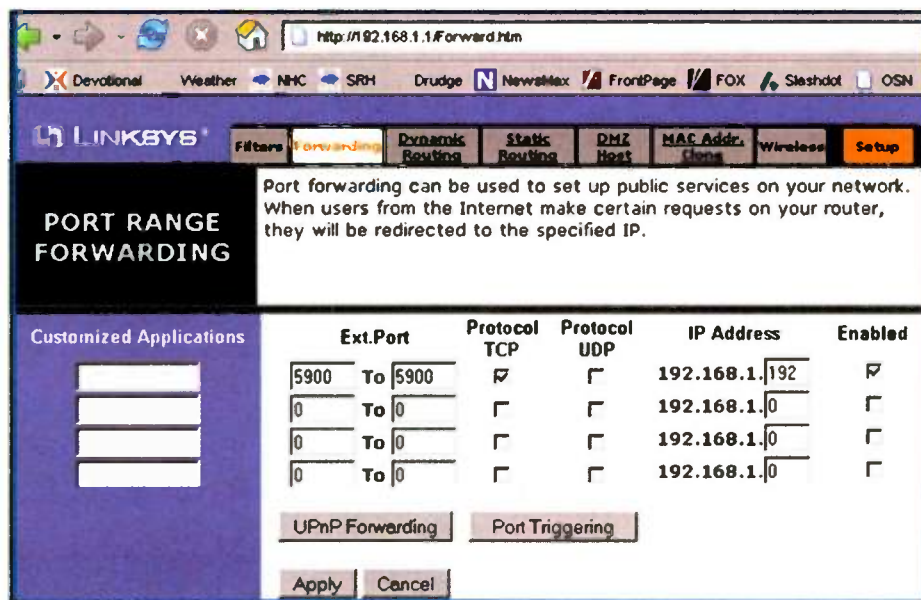 http://192.168.1.1/Forward.htm
Devotional Weather NHC SRH Drudge N NewsMax FrontPage FOX Slashdot OSN
LINKSYS
Filters Forwarding Dynamic Routing Static Routing DMZ Host MAC Addr. Clone Wireless Setup
PORT RANGE
FORWARDING
Port forwarding can be used to set up public services on your network.
When users from the Internet make certain requests on your router,
they will be redirected to the specified IP.
Customized Applications Ext.Port Protocol TCP Protocol UDP IP Address Enabled
5900 To 5900 192.168.1.192
0 To 0 192.168.1.0
0 To 0 192.168.1.0
0 To 0 192.168.1.0
UPnP Forwarding Port Triggering
Apply Cancel